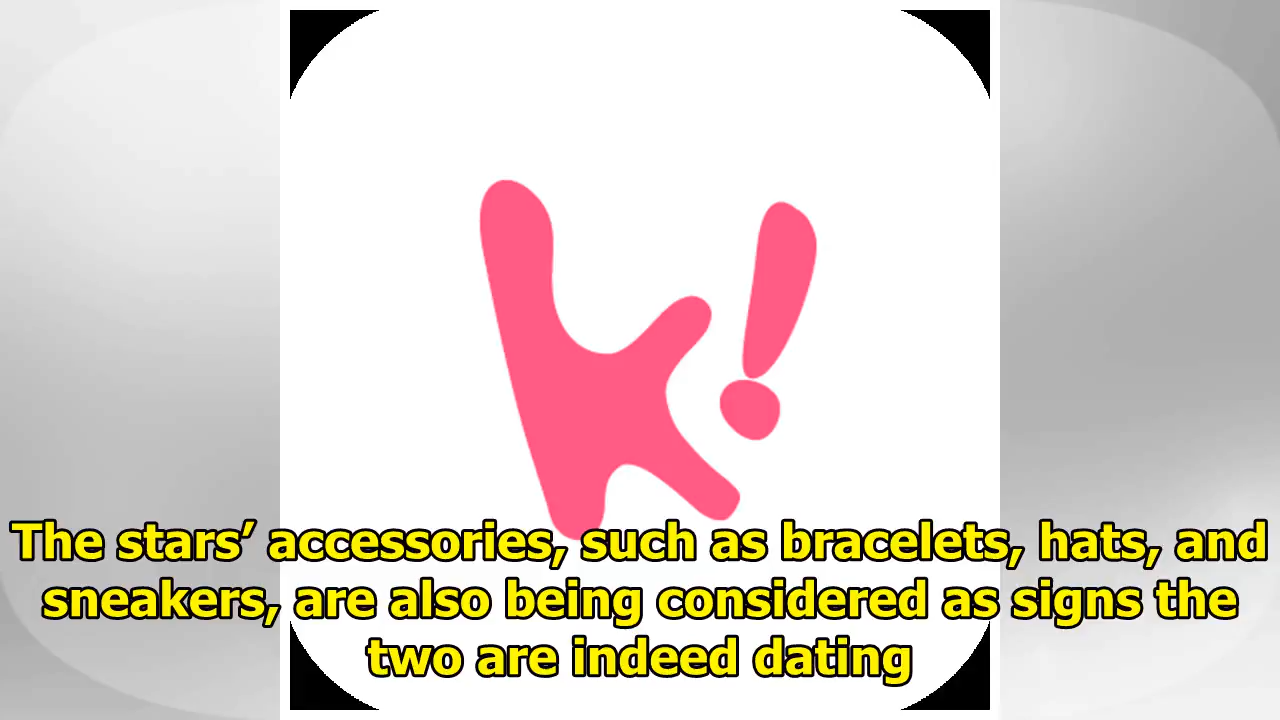 k!
The stars’ accessories, such as bracelets, hats, and
sneakers, are also being considered as signs the
two are indeed dating